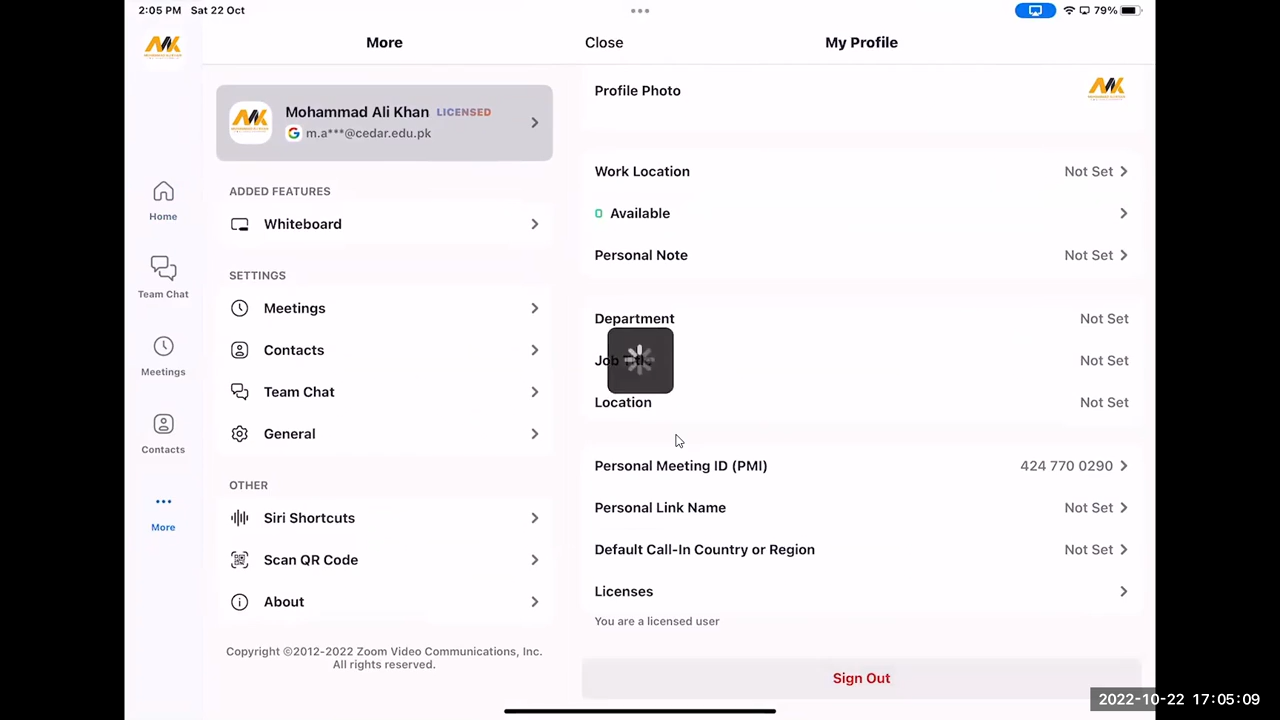 2:05 PM Sat 22 Oct
79%
More
Close
My Profile
Mohammad Ali Khan LICENSED
m.a***@cedar.edu.pk
ADDED FEATURES
Whiteboard
SETTINGS
Meetings
Contacts
Team Chat
General
OTHER
Siri Shortcuts
Scan QR Code
About
Copyright ©2012-2022 Zoom Video Communications, Inc.
All rights reserved.
Home
Team Chat
Meetings
Contacts
More
Profile Photo
Work Location Not Set
Available
Personal Note Not Set
Department Not Set
Not Set
Location Not Set
Personal Meeting ID (PMI) 424 770 0290
Personal Link Name Not Set
Default Call-In Country or Region Not Set
Licenses
You are a licensed user
Sign Out
2022-10-22 17:05:09